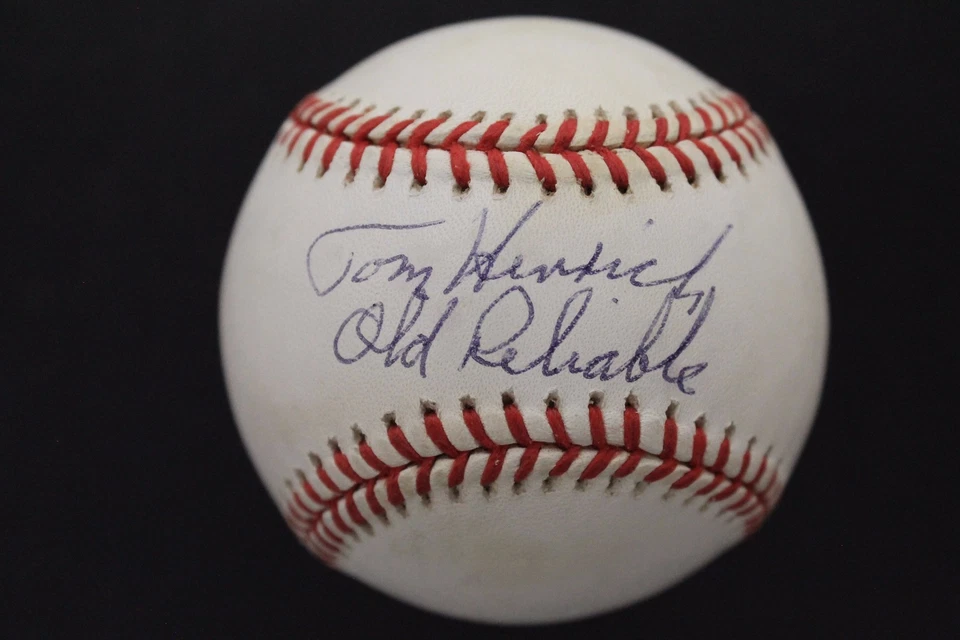 Tom Henrich
Old Reliable